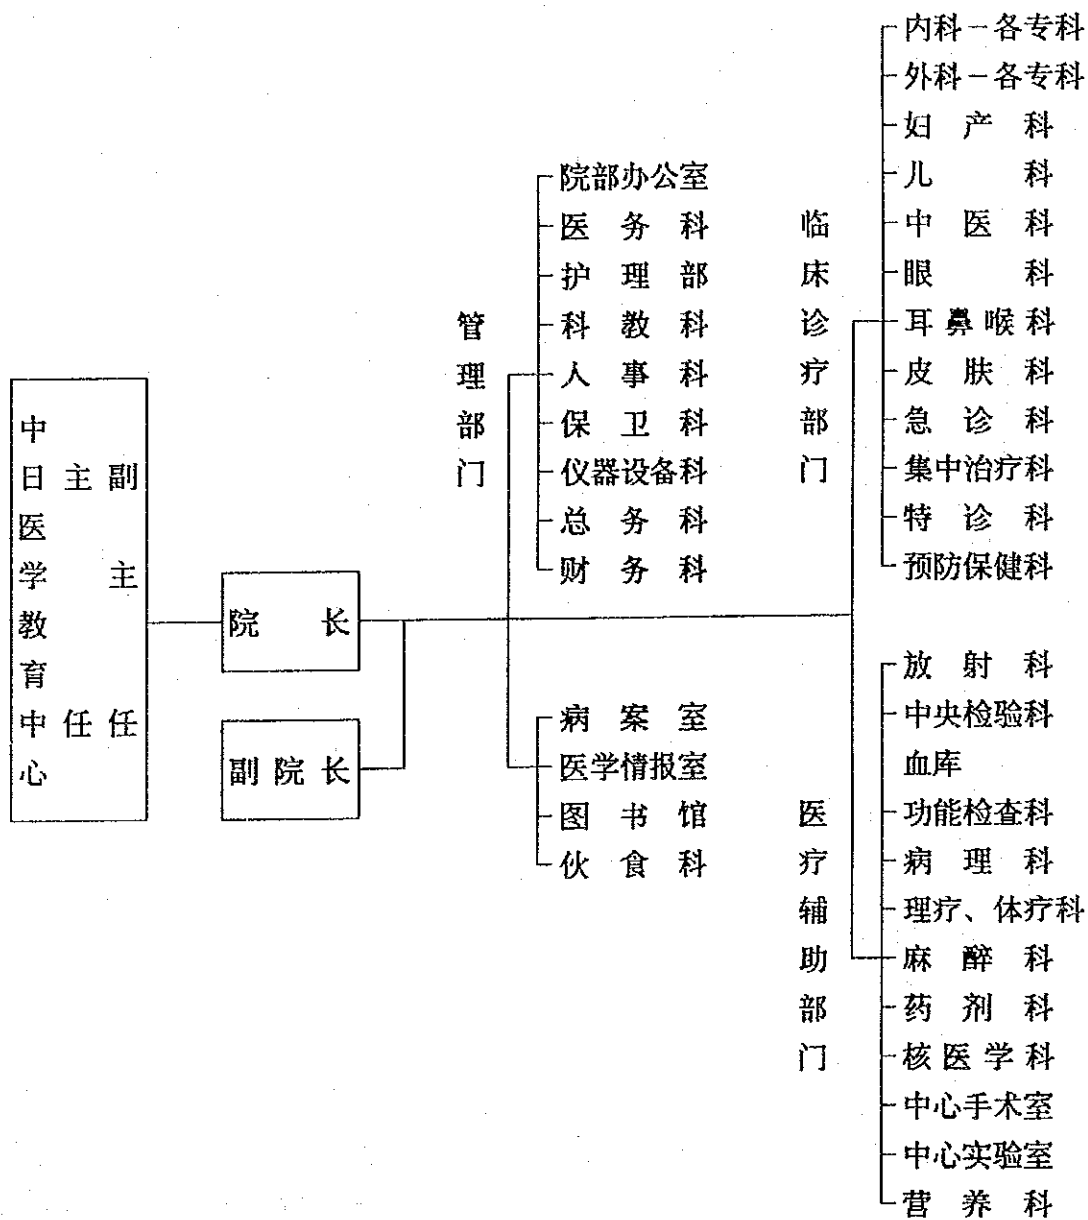 中日医学教育中心
主任
副主任
院长
副院长
管理部门
院部办公室
医务科
护理部
科教科
人事科
保卫科
仪器设备科
总务科
财务科
病案室
医学情报室
图书馆
伙食科
临床诊疗部门
内科-各专科
外科-各专科
妇产科
儿科
中医科
眼科
耳鼻喉科
皮肤科
急诊科
集中治疗科
特诊科
预防保健科
医疗辅助部门
放射科
中央检验科
血库
功能检查科
病理科
理疗、体疗科
麻醉科
药剂科
核医学科
中心手术室
中心实验室
营养科